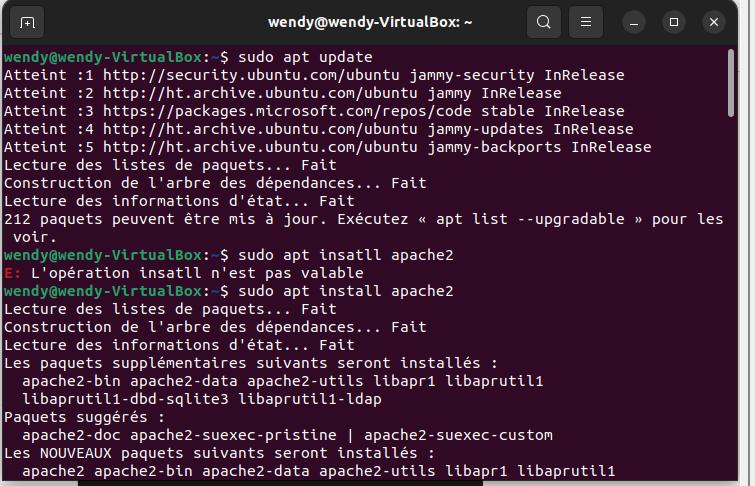 wendy@wendy-VirtualBox: ~
wendy@wendy-VirtualBox:~$ sudo apt update
Atteint :1 http://security.ubuntu.com/ubuntu jammy-security InRelease
Atteint :2 http://ht.archive.ubuntu.com/ubuntu jammy InRelease
Atteint :3 https://packages.microsoft.com/repos/code stable InRelease
Atteint :4 http://ht.archive.ubuntu.com/ubuntu jammy-updates InRelease
Atteint :5 http://ht.archive.ubuntu.com/ubuntu jammy-backports InRelease
Lecture des listes de paquets... Fait
Construction de l'arbre des dépendances... Fait
Lecture des informations d'état... Fait
212 paquets peuvent être mis à jour. Exécutez « apt list --upgradable » pour les
 voir.
wendy@wendy-VirtualBox:~$ sudo apt insatll apache2
E: L'opération insatll n'est pas valable
wendy@wendy-VirtualBox:~$ sudo apt install apache2
Lecture des listes de paquets... Fait
Construction de l'arbre des dépendances... Fait
Lecture des informations d'état... Fait
Les paquets supplémentaires suivants seront installés :
  apache2-bin apache2-data apache2-utils libapr1 libaprutil1
  libaprutil1-dbd-sqlite3 libaprutil1-ldap
Paquets suggérés :
  apache2-doc apache2-suexec-pristine | apache2-suexec-custom
Les NOUVEAUX paquets suivants seront installés :
  apache2 apache2-bin apache2-data apache2-utils libapr1 libaprutil1